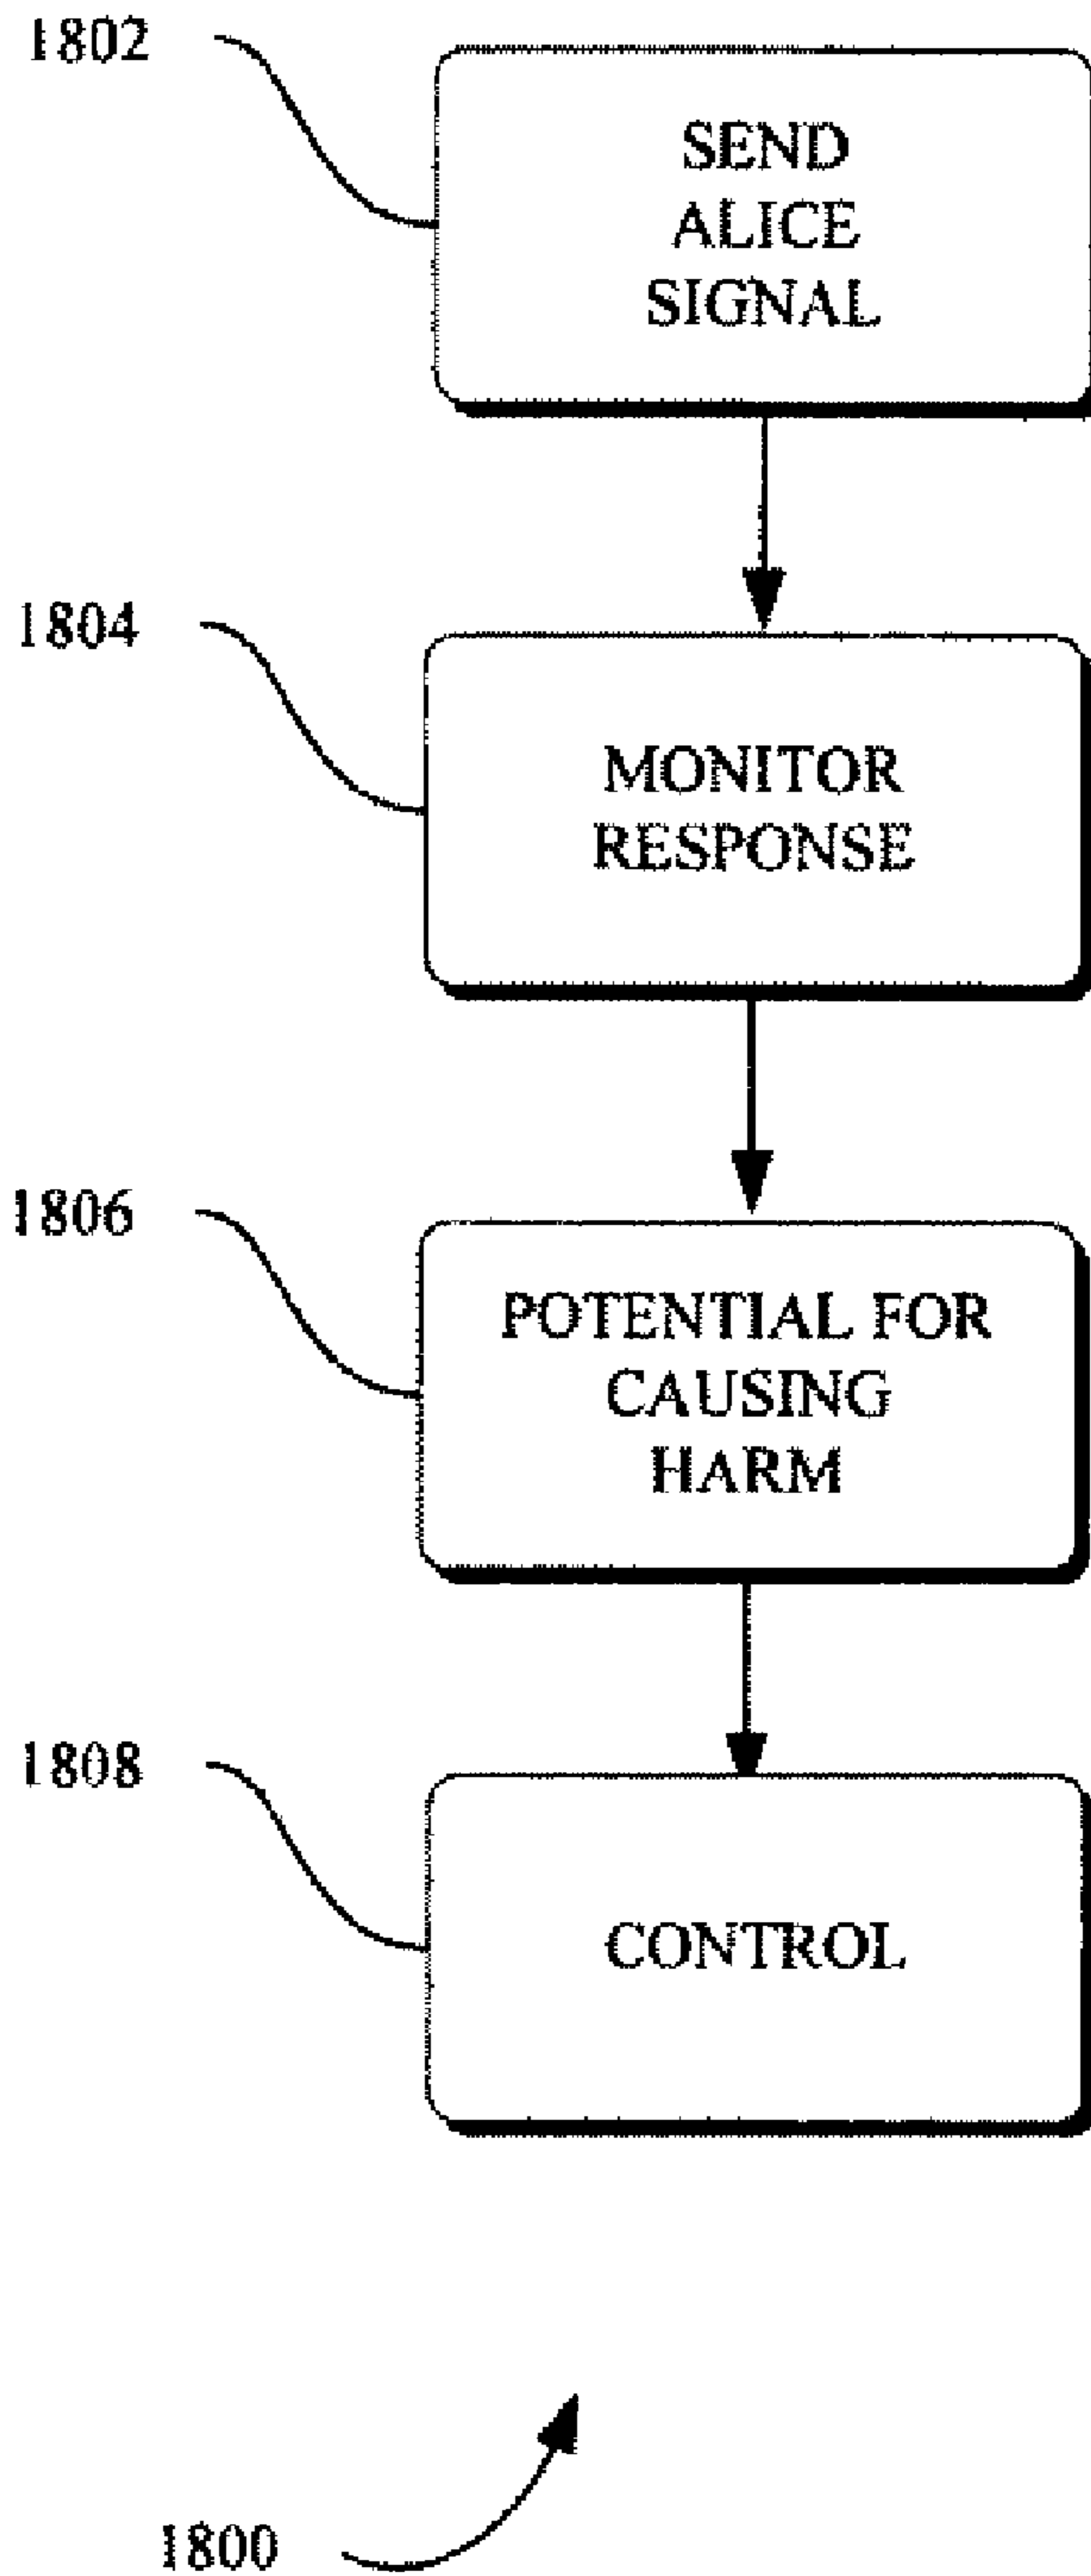 1802
SEND
ALICE
SIGNAL
1804
MONITOR
RESPONSE
1806
POTENTIAL FOR
CAUSING
HARM
1808
CONTROL
1800